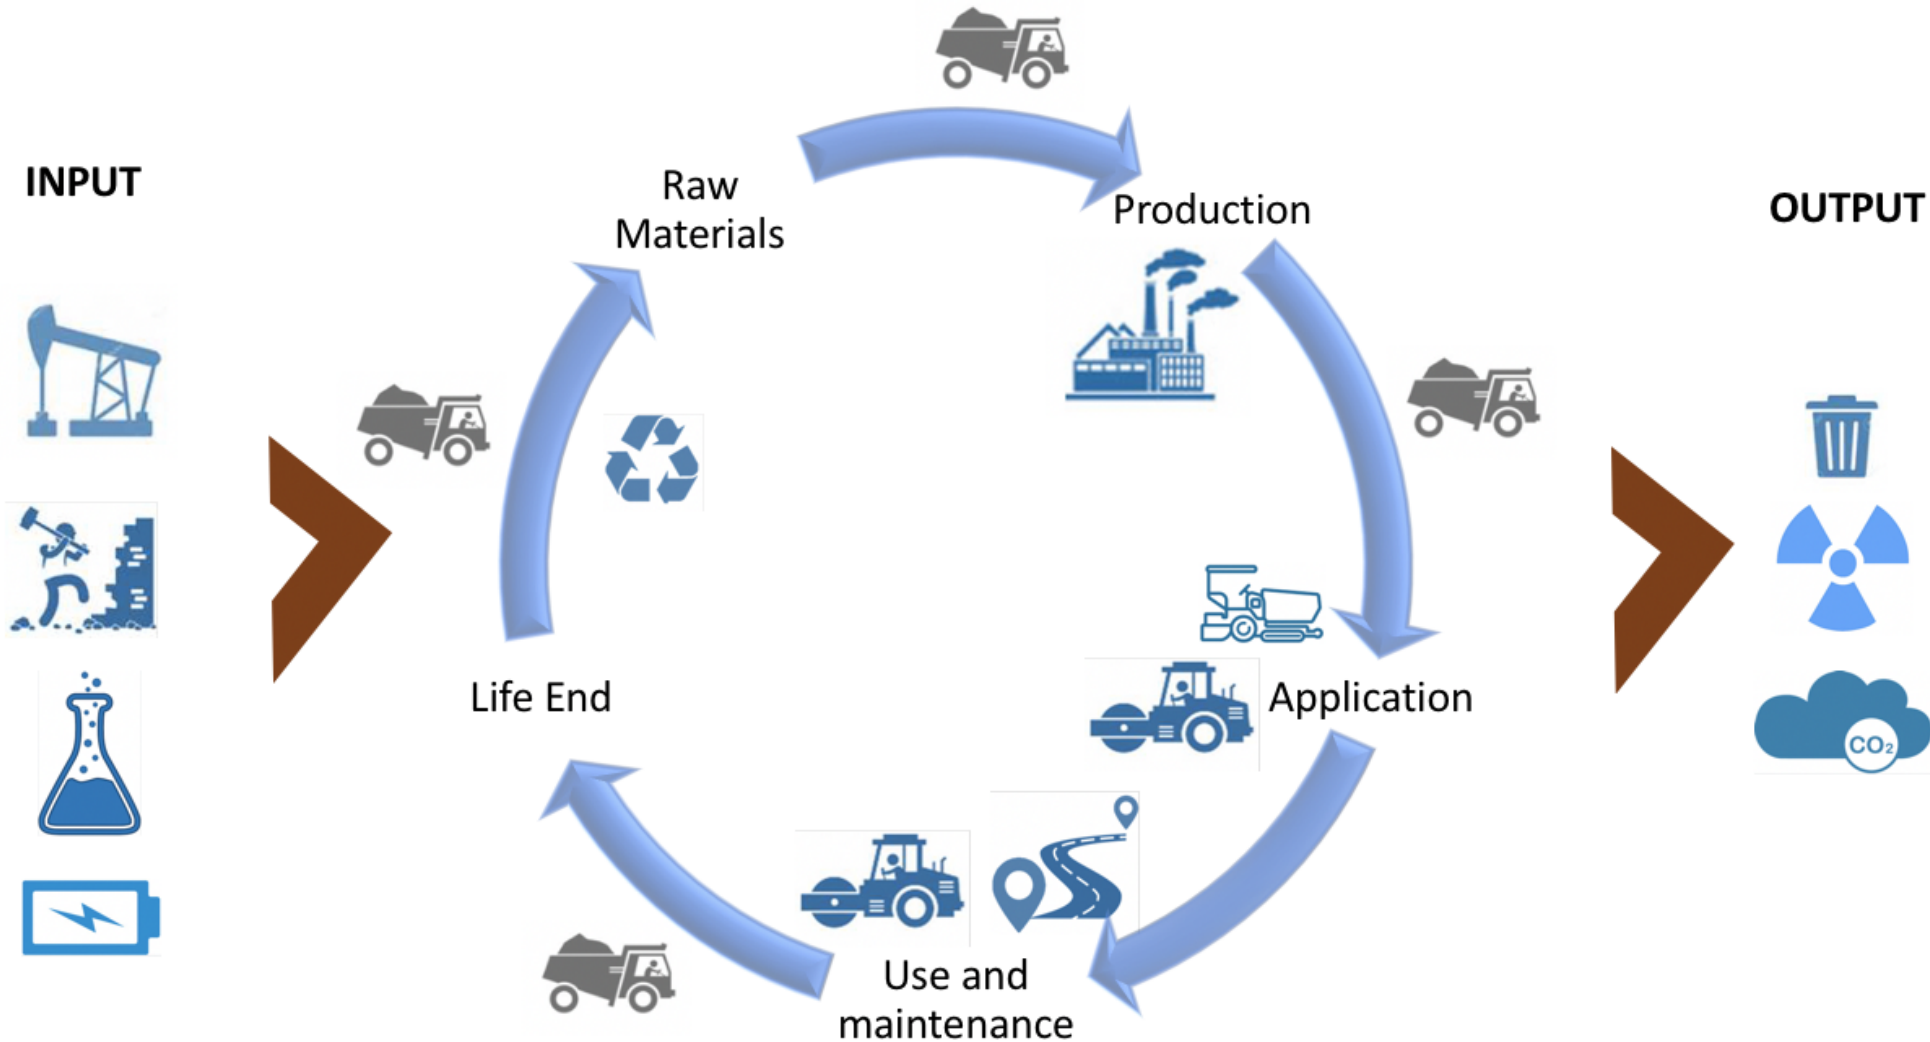 INPUT
Raw
Materials
Production
OUTPUT
Life End
Application
CO₂
Use and
maintenance